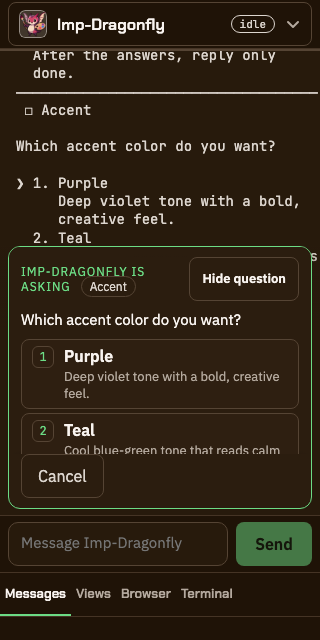 Imp-Dragonfly
idle
After the answers, reply only
done.
□ Accent
Which accent color do you want?
❯ 1. Purple
Deep violet tone with a bold,
creative feel.
2. Teal
s
IMP-DRAGONFLY IS
ASKING Accent
Hide question
Which accent color do you want?
1 Purple
Deep violet tone with a bold, creative
feel.
2 Teal
Cool blue-green tone that reads calm
Cancel
Message Imp-Dragonfly
Send
Messages Views Browser Terminal